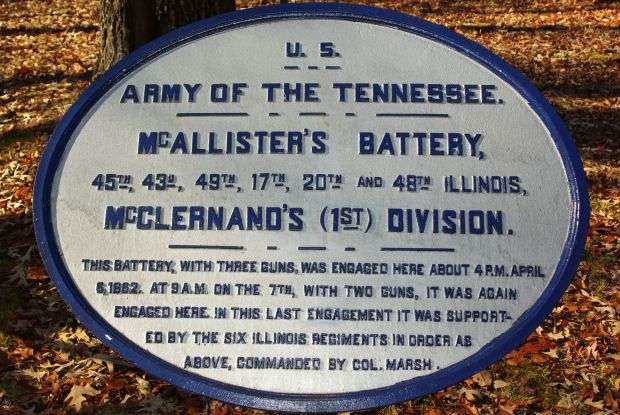 U. S.
ARMY OF THE TENNESSEE.
MCALLISTER'S BATTERY,
45TH, 43D, 49TH, 17TH, 20TH AND 48TH ILLINOIS,
MCCLERNAND'S (1ST) DIVISION.
THIS BATTERY, WITH THREE GUNS, WAS ENGAGED HERE ABOUT 4 P.M. APRIL
6, 1862. AT 9 A.M. ON THE 7TH, WITH TWO GUNS, IT WAS AGAIN
ENGAGED HERE. IN THIS LAST ENGAGEMENT IT WAS SUPPORT-
ED BY THE SIX ILLINOIS REGIMENTS IN ORDER AS
ABOVE, COMMANDED BY COL. MARSH.